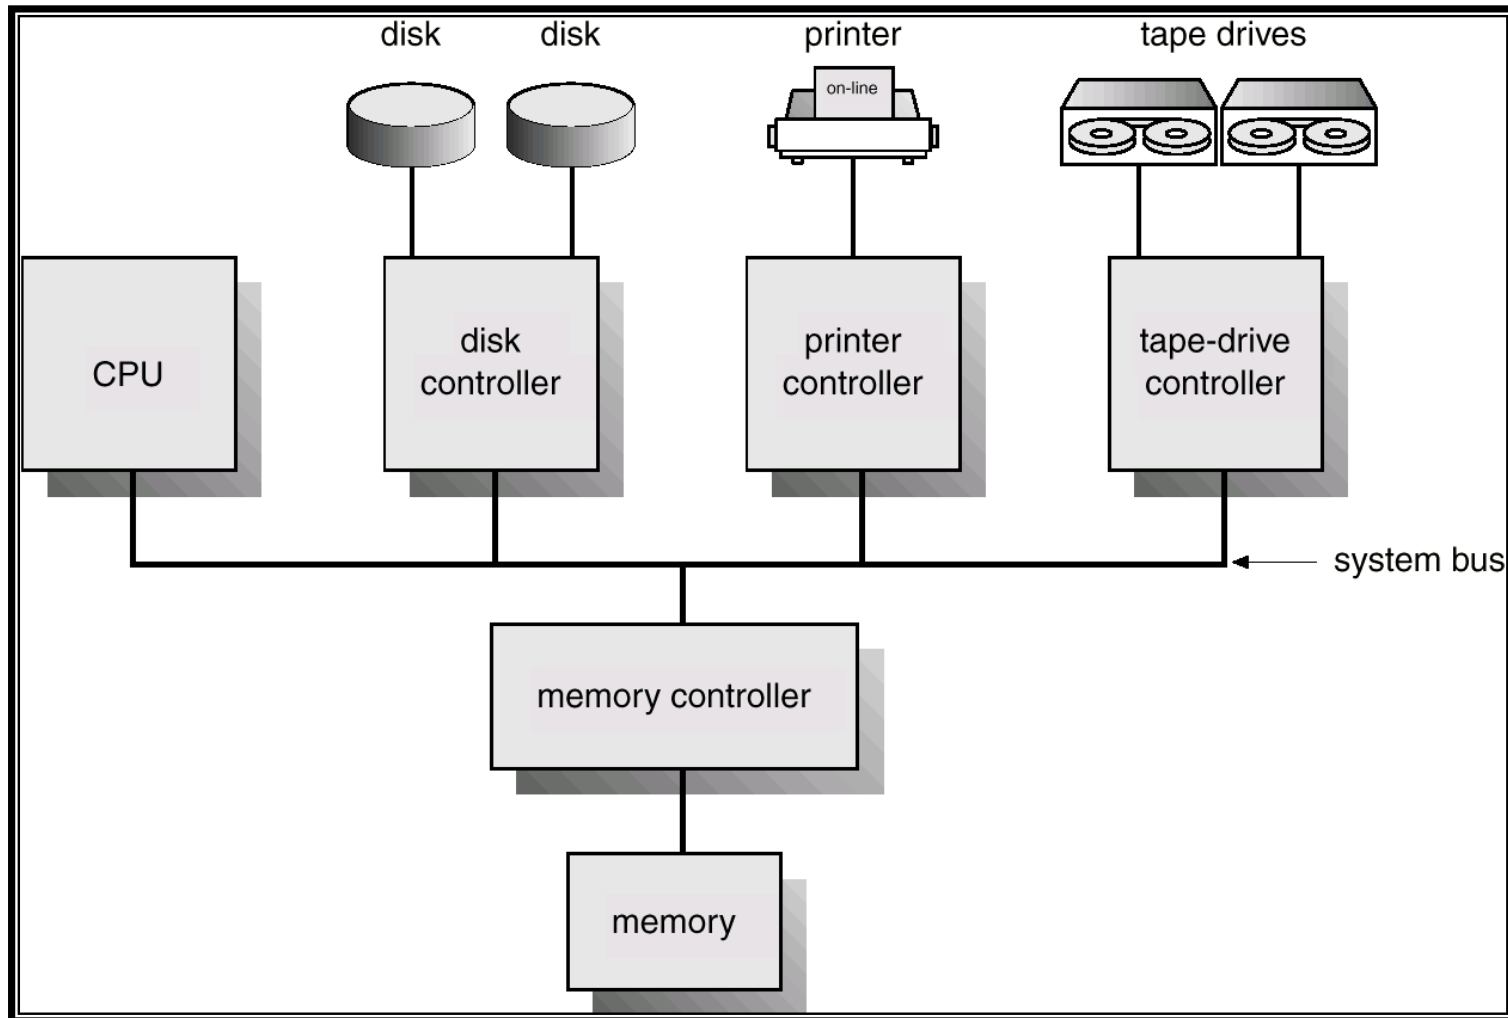 disk
disk
printer
tape drives
on-line
CPU
disk
controller
printer
controller
tape-drive
controller
system bus
memory controller
memory